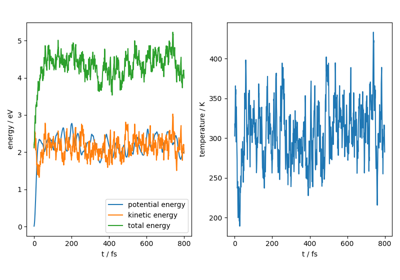 energy / eV
5
4
3
2
1
0
potential energy
kinetic energy
total energy
0 200 400 600 800
t / fs
temperature / K
400
350
300
250
200
0 200 400 600 800
t / fs